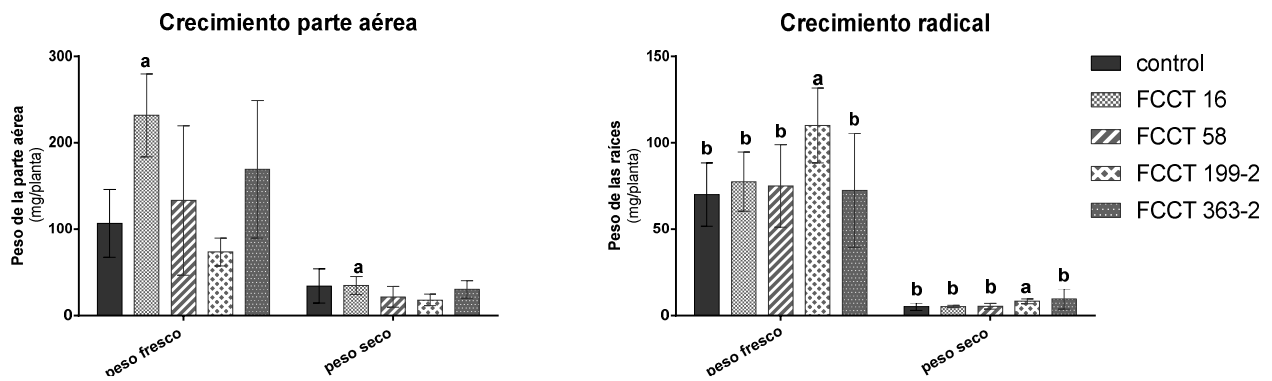 Crecimiento parte aérea
Peso de la parte aérea
(mg/planta)
300
200
100
0
a
a
peso fresco
peso seco
Crecimiento radical
Peso de las raíces
(mg/planta)
150
100
50
0
b
b
b
a
b
b
b
b
a
b
peso fresco
peso seco
control
FCCT 16
FCCT 58
FCCT 199-2
FCCT 363-2